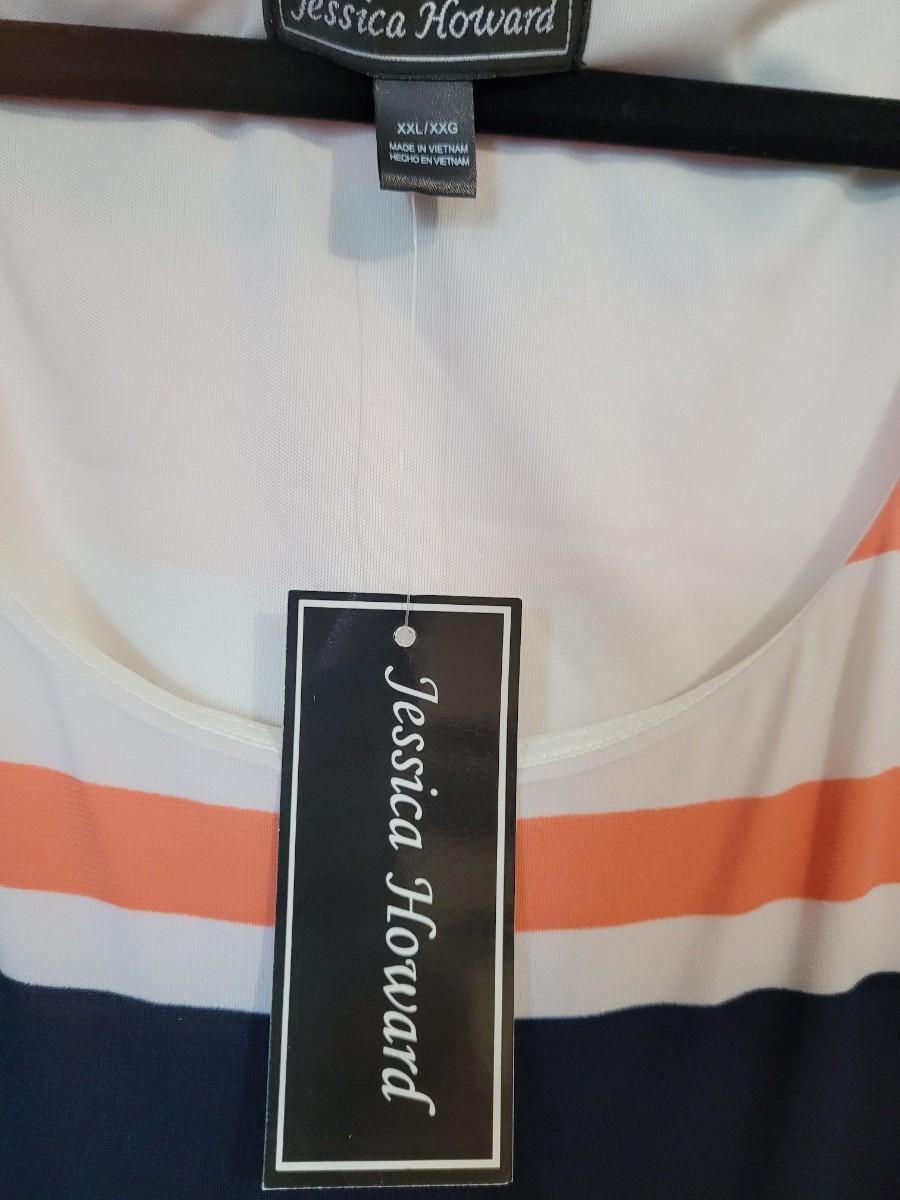 Jessica Howard
XXL/XXG
MADE IN VIETNAM
HECHO EN VIETNAM
Jessica Howard